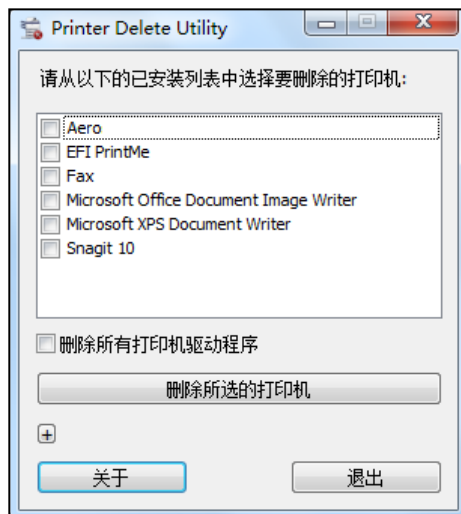 Printer Delete Utility
请从以下的已安装列表中选择要删除的打印机:
Aero
EFI PrintMe
Fax
Microsoft Office Document Image Writer
Microsoft XPS Document Writer
Snagit 10
删除所有打印机驱动程序
删除所选的打印机
关于
退出